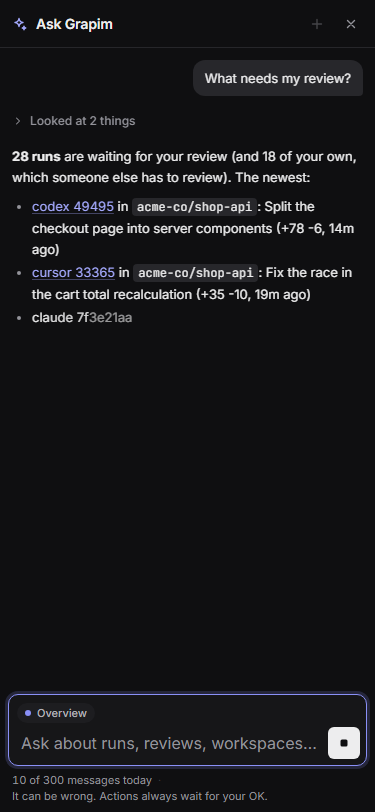 Ask Grapim
What needs my review?
Looked at 2 things
28 runs are waiting for your review (and 18 of your own,
which someone else has to review). The newest:
codex 49495 in acme-co/shop-api: Split the
checkout page into server components (+78 -6, 14m
ago)
cursor 33365 in acme-co/shop-api: Fix the race in
the cart total recalculation (+35 -10, 19m ago)
claude 7f3e21aa
Overview
Ask about runs, reviews, workspaces...
10 of 300 messages today ·
It can be wrong. Actions always wait for your OK.